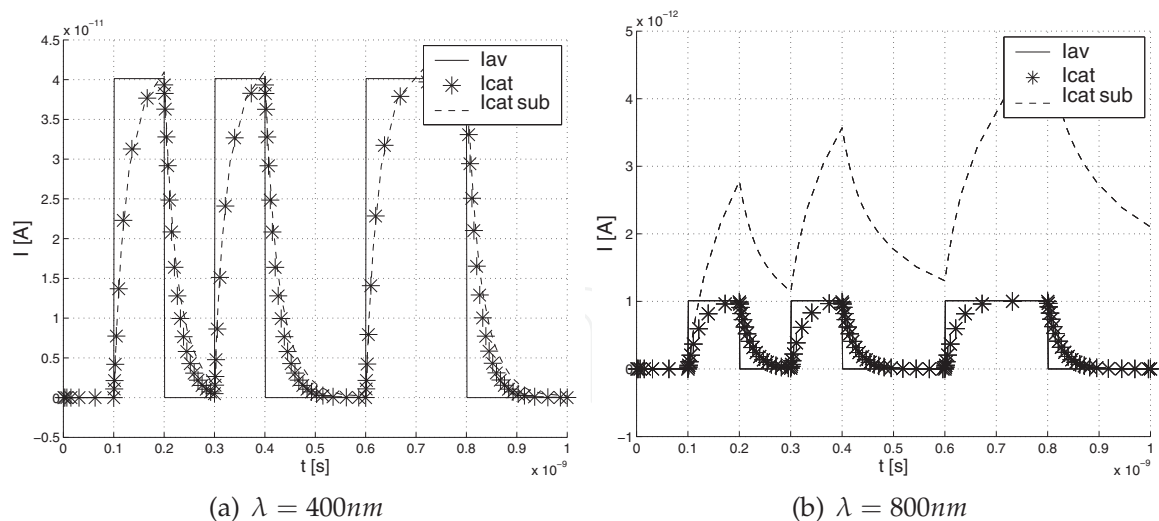 x 10⁻¹¹
4.5
4
3.5
3
2.5
2
1.5
1
0.5
0
−0.5
I [A]
0 0.1 0.2 0.3 0.4 0.5 0.6 0.7 0.8 0.9 1
t [s]
x 10⁻⁹
Iav
Icat
Icat sub
(a) λ = 400nm
x 10⁻¹²
5
4
3
2
1
0
−1
I [A]
0 0.1 0.2 0.3 0.4 0.5 0.6 0.7 0.8 0.9 1
t [s]
x 10⁻⁹
Iav
Icat
Icat sub
(b) λ = 800nm